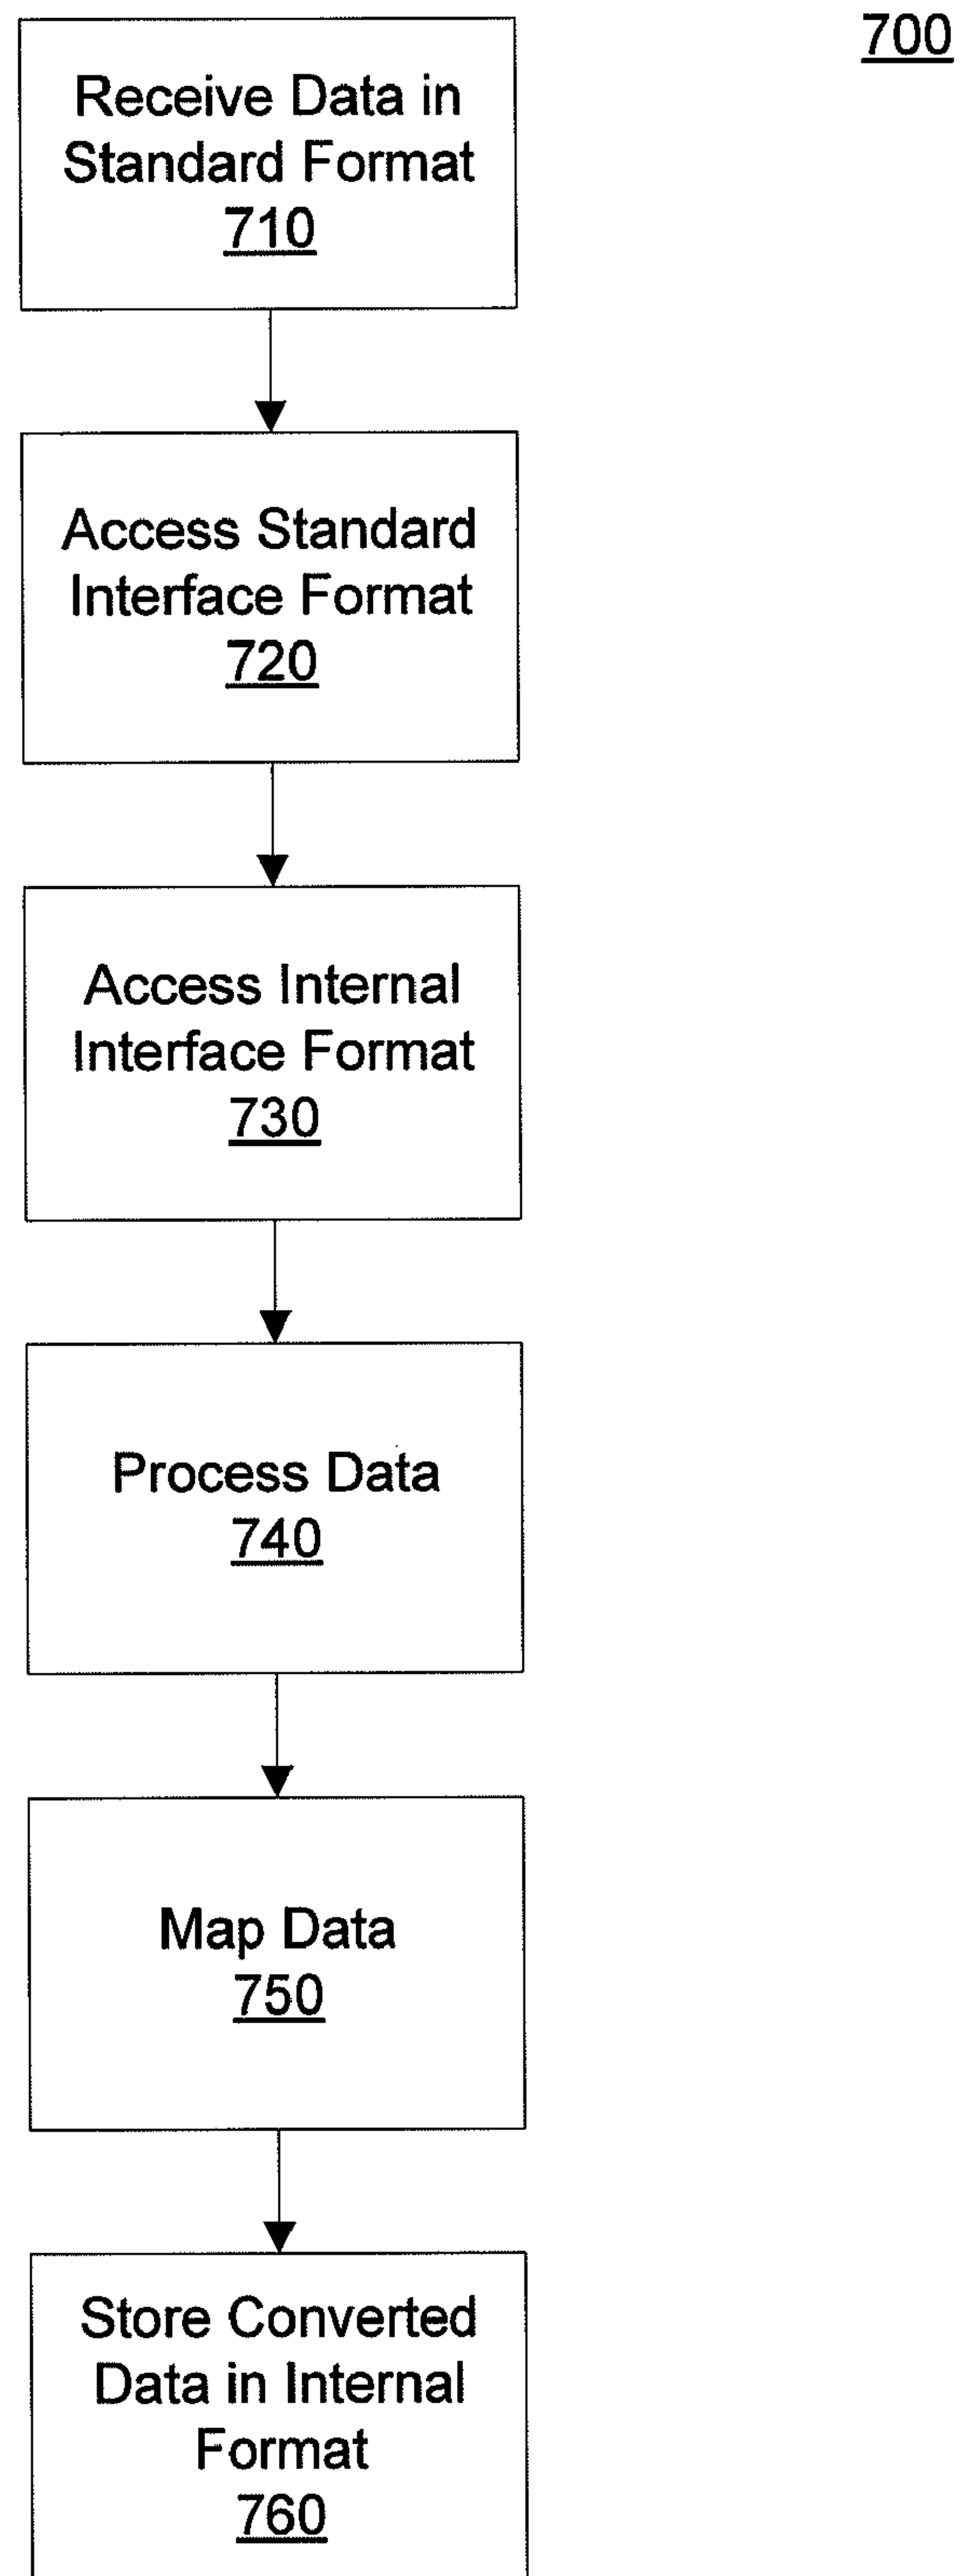 700
Receive Data in
Standard Format
710
Access Standard
Interface Format
720
Access Internal
Interface Format
730
Process Data
740
Map Data
750
Store Converted
Data in Internal
Format
760